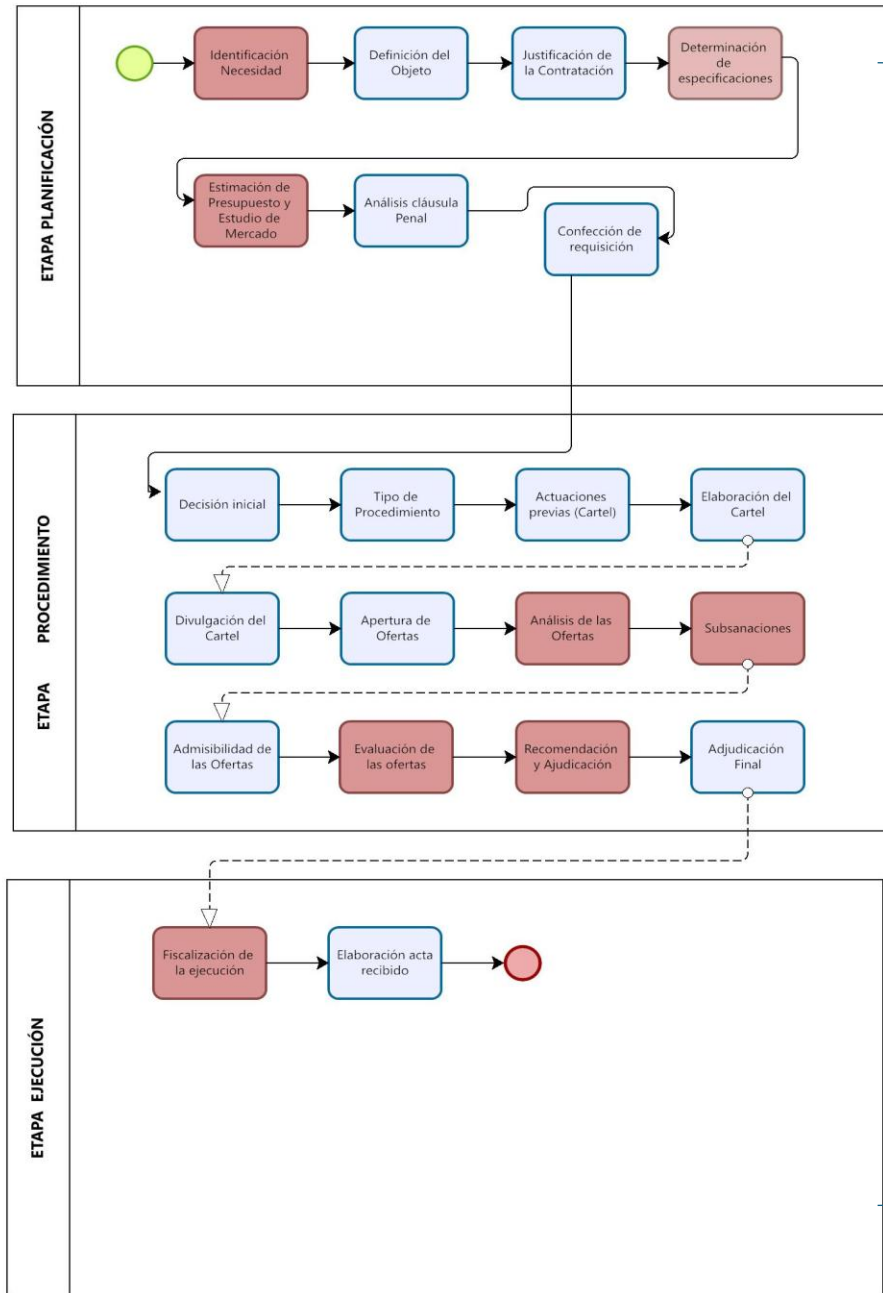 ETAPA PLANIFICACIÓN
Identificación
Necesidad
Definición del
Objeto
Justificación de
la Contratación
Determinación
de
especificaciones
Estimación de
Presupuesto y
Estudio de
Mercado
Análisis cláusula
Penal
Confección de
requisición
ETAPA PROCEDIMIENTO
Decisión inicial
Tipo de
Procedimiento
Actuaciones
previas (Cartel)
Elaboración del
Cartel
Divulgación del
Cartel
Apertura de
Ofertas
Análisis de las
Ofertas
Subsanaciones
Admisibilidad de
las Ofertas
Evaluación de
las ofertas
Recomendación
y Ajudicación
Adjudicación
Final
ETAPA EJECUCIÓN
Fiscalización de
la ejecución
Elaboración acta
recibido